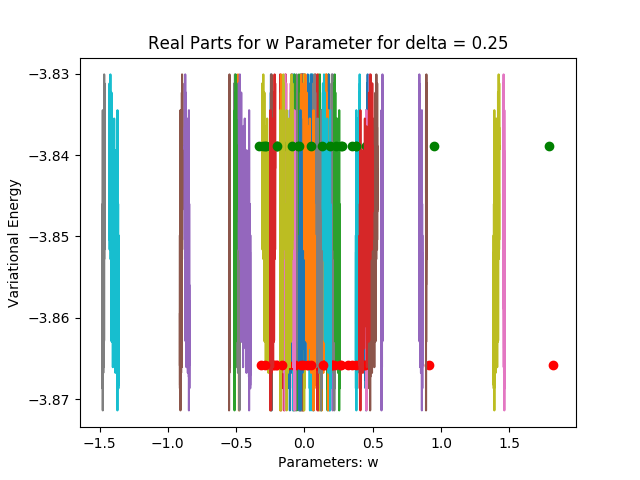 Real Parts for w Parameter for delta = 0.25
−3.83
−3.84
−3.85
−3.86
−3.87
Variational Energy
−1.5 −1.0 −0.5 0.0 0.5 1.0 1.5
Parameters: w